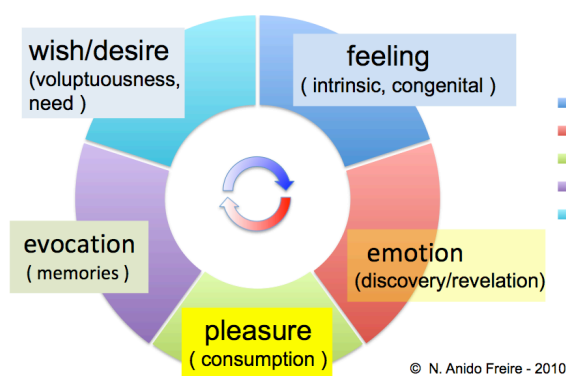 wish/desire
(voluptuousness,
need )
feeling
( intrinsic, congenital )
evocation
( memories )
emotion
(discovery/revelation)
pleasure
( consumption )
© N. Anido Freire - 2010